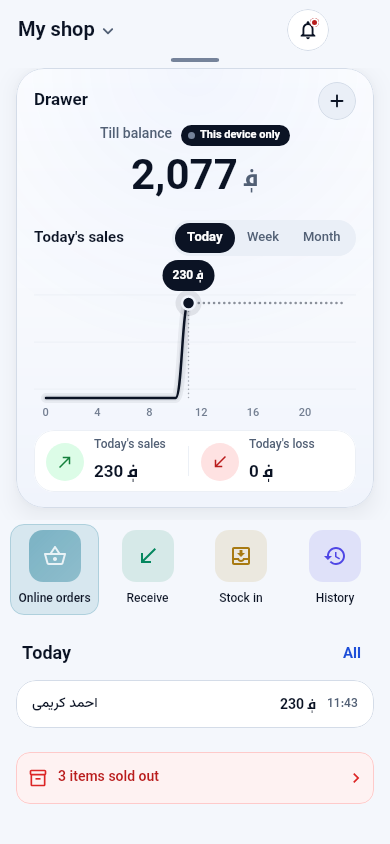 My shop
Drawer
Till balance
This device only
2,077 ؋
Today's sales
Today
Week
Month
230 ؋
0
4
8
12
16
20
Today's sales
230 ؋
Today's loss
0 ؋
Online orders
Receive
Stock in
History
Today
All
احمد کریمی
230 ؋
11:43
3 items sold out